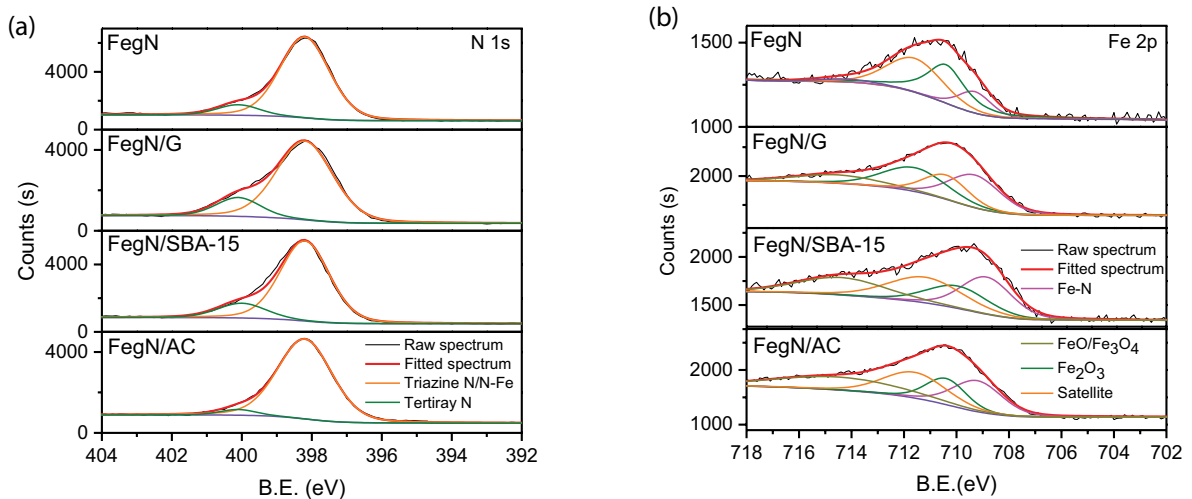 (a)
FegN
N 1s
4000
0
FegN/G
4000
0
FegN/SBA-15
4000
0
FegN/AC
4000
0
Raw spectrum
Fitted spectrum
Triazine N/N-Fe
Tertiray N
Counts (s)
404 402 400 398 396 394 392
B.E. (eV)
(b)
FegN
Fe 2p
1500
1000
FegN/G
2000
FegN/SBA-15
2000
1500
Raw spectrum
Fitted spectrum
Fe-N
FegN/AC
2000
1000
FeO/Fe₃O₄
Fe₂O₃
Satellite
Counts (s)
718 716 714 712 710 708 706 704 702
B.E.(eV)